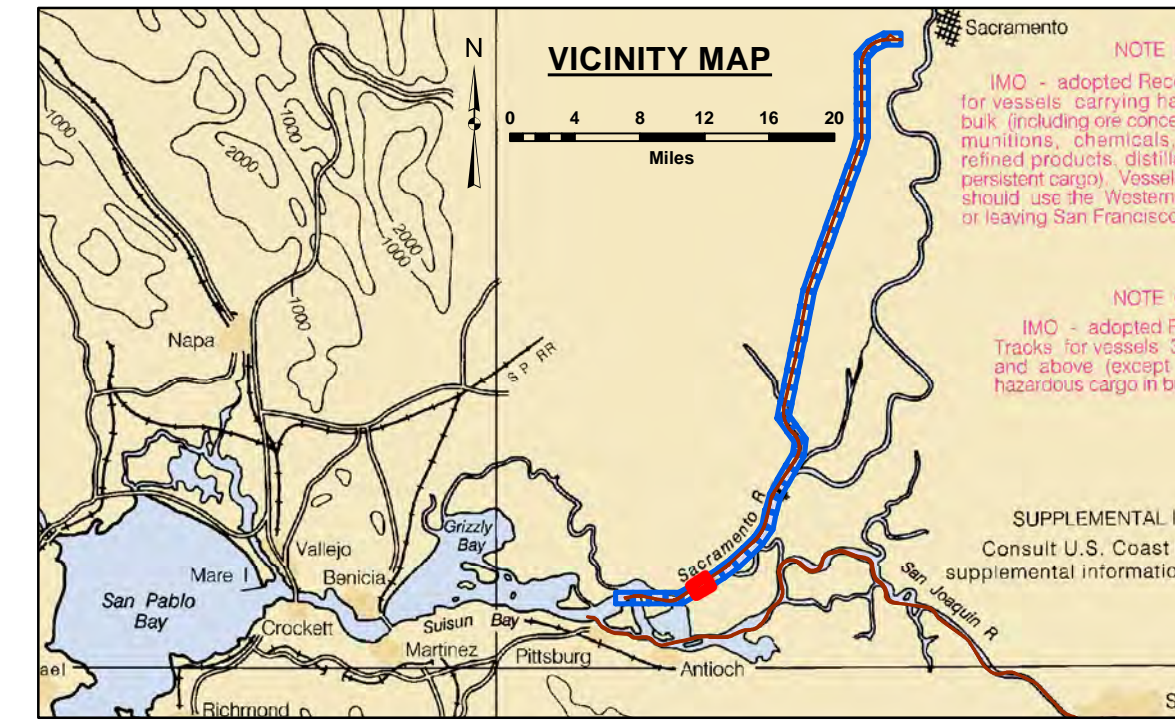 VICINITY MAP
N
0 4 8 12 16 20
Miles
Sacramento
NOTE
IMO - adopted Rec
for vessels carrying ha
bulk (including ore conce
munitions, chemicals,
refined products, distilla
persistent cargo). Vessel
should use the Western
or leaving San Francisco
NOTE
IMO - adopted R
Tracks for vessels 3
and above (except
hazardous cargo in b
SUPPLEMENTAL
Consult U.S. Coast
supplemental informatio
1000
2000
1000
2000
1000
1000
Napa
S P RR
Grizzly
Bay
Sacramento R
Vallejo
Mare I
Benicia
San Pablo
Bay
Crockett
Suisun Bay
Martinez
Pittsburg
Antioch
San Joaquin R
ael
Richmond
S